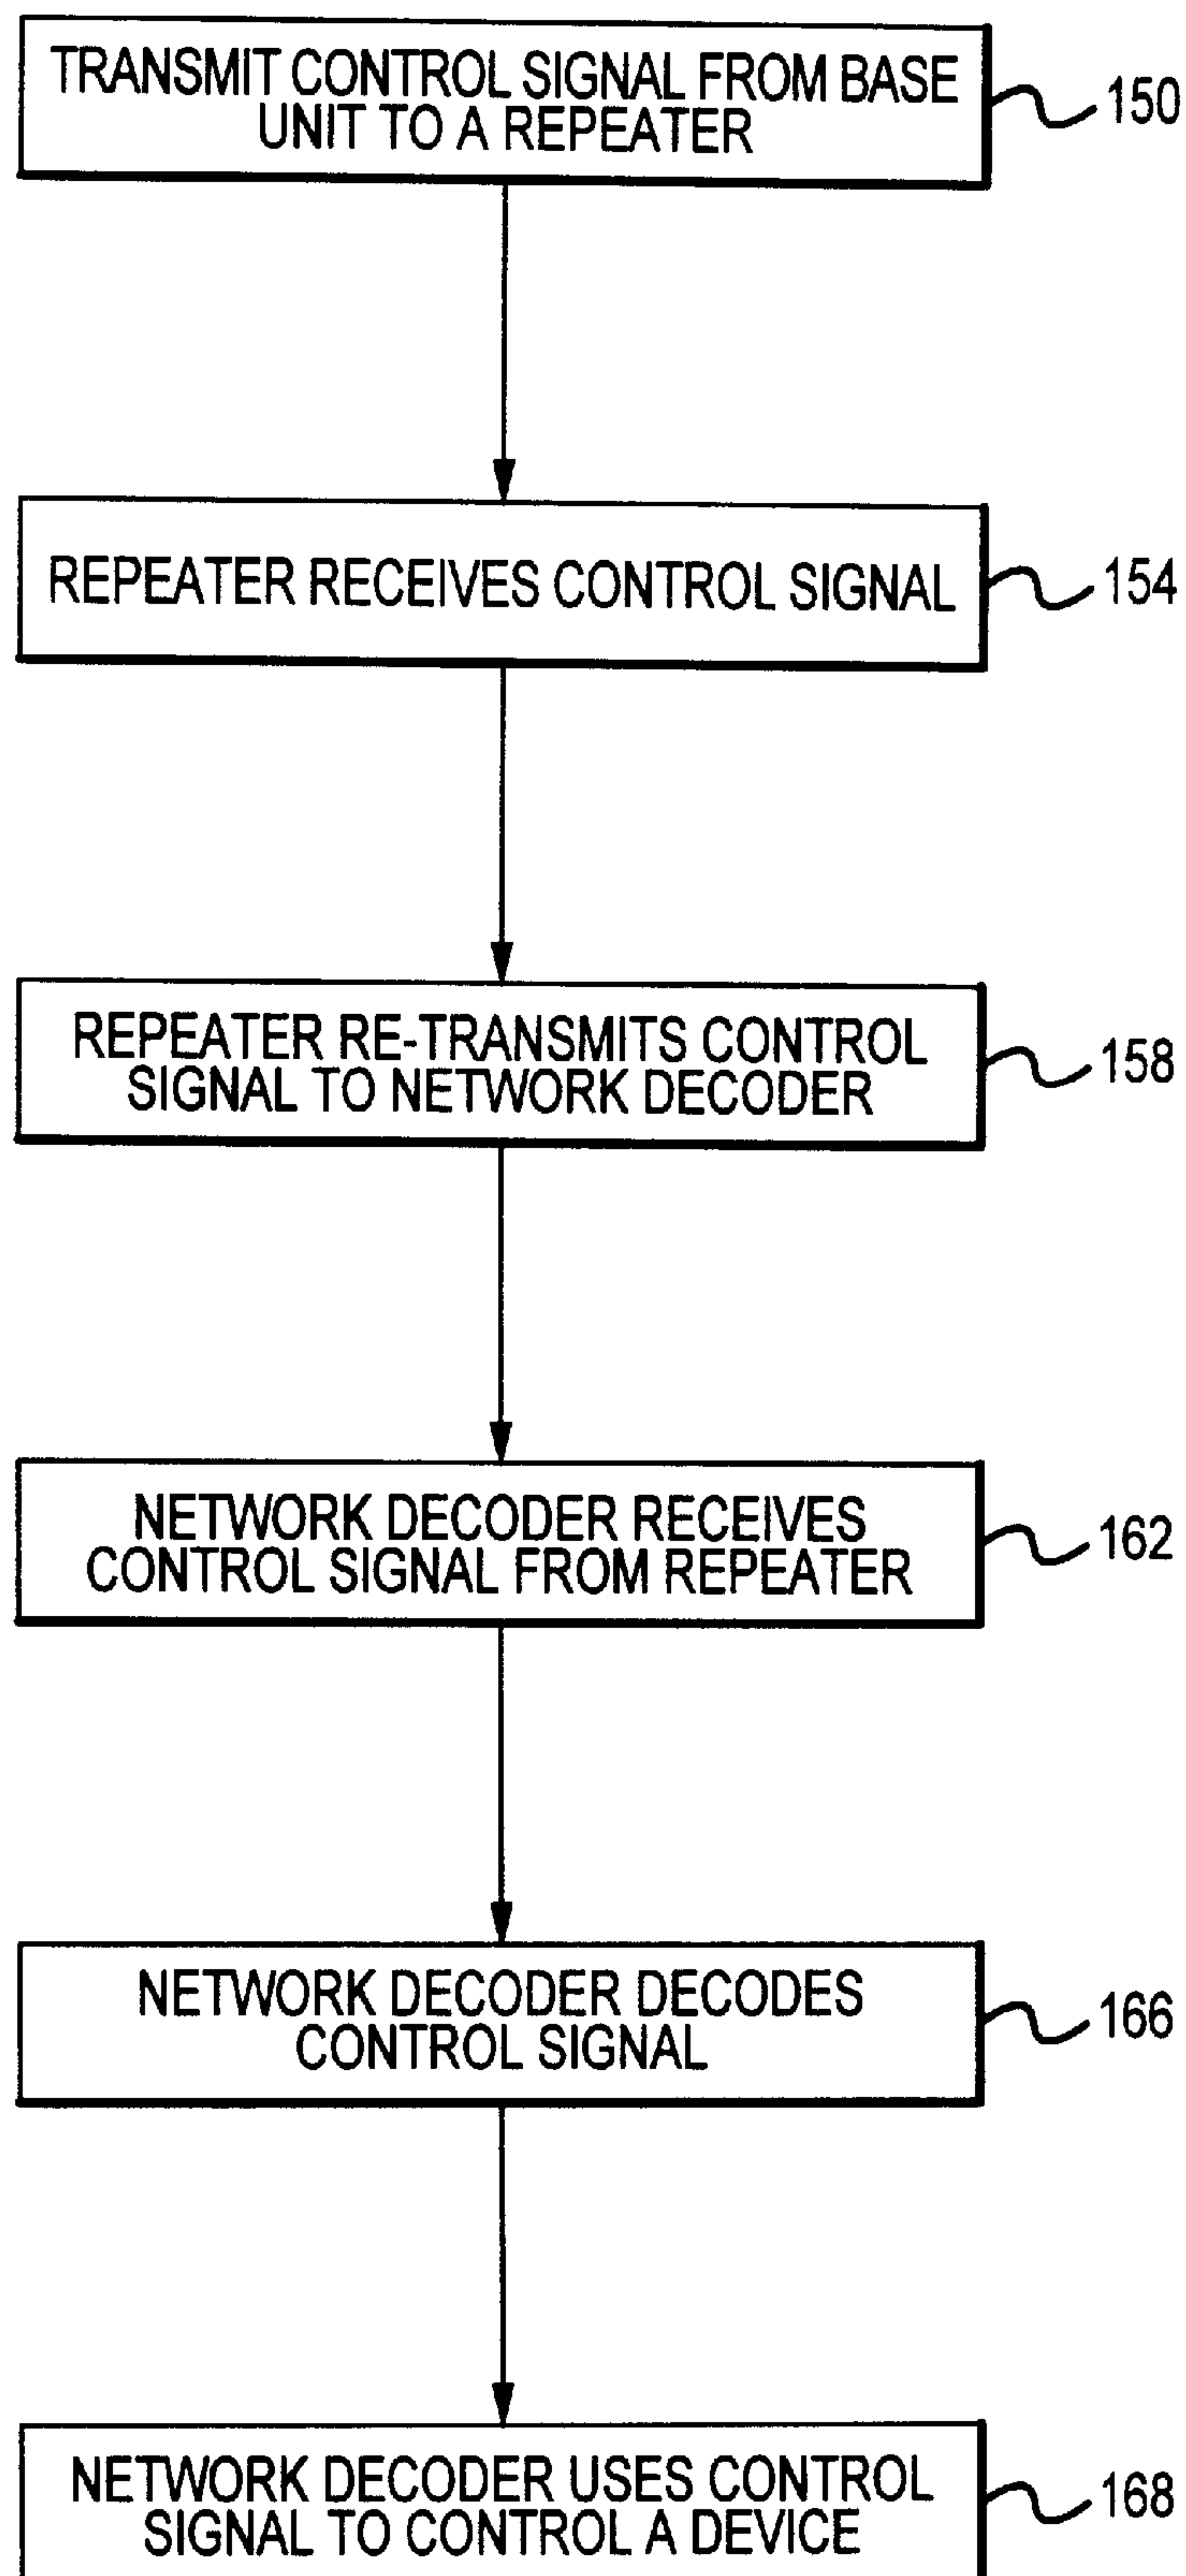 TRANSMIT CONTROL SIGNAL FROM BASE
UNIT TO A REPEATER
150
REPEATER RECEIVES CONTROL SIGNAL
154
REPEATER RE-TRANSMITS CONTROL
SIGNAL TO NETWORK DECODER
158
NETWORK DECODER RECEIVES
CONTROL SIGNAL FROM REPEATER
162
NETWORK DECODER DECODES
CONTROL SIGNAL
166
NETWORK DECODER USES CONTROL
SIGNAL TO CONTROL A DEVICE
168